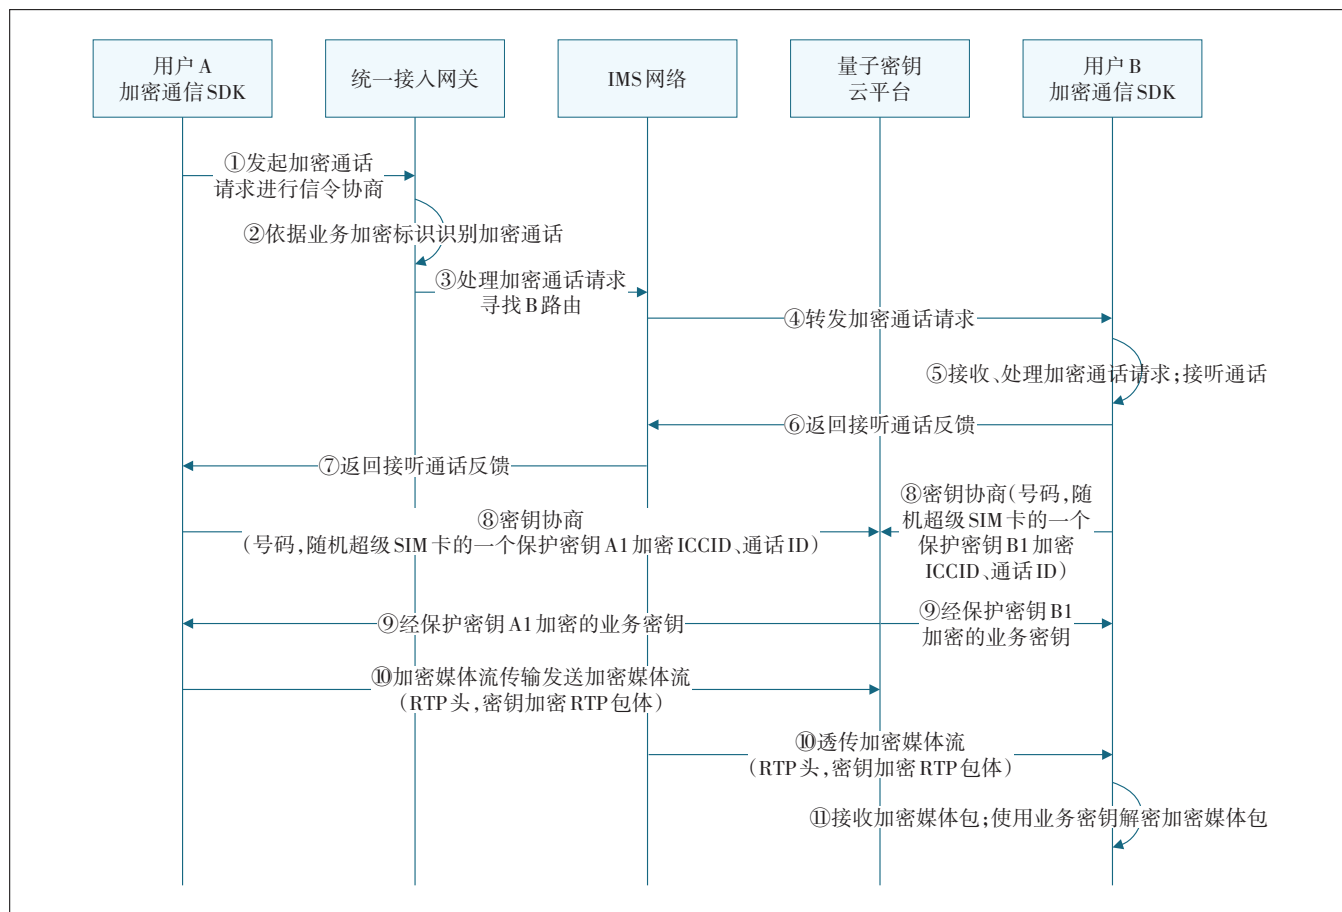 用户A
加密通信SDK
统一接入网关
IMS网络
量子密钥
云平台
用户B
加密通信SDK
①发起加密通话
请求进行信令协商
②依据业务加密标识识别加密通话
③处理加密通话请求
寻找B路由
④转发加密通话请求
⑤接收、处理加密通话请求;接听通话
⑥返回接听通话反馈
⑦返回接听通话反馈
⑧密钥协商
(号码,随机超级SIM卡的一个保护密钥A1加密ICCID、通话ID)
⑧密钥协商(号码,随
机超级SIM卡的一个
保护密钥B1加密
ICCID、通话ID)
⑨经保护密钥A1加密的业务密钥
⑨经保护密钥B1
加密的业务密钥
⑩加密媒体流传输发送加密媒体流
(RTP头,密钥加密RTP包体)
⑩透传加密媒体流
(RTP头,密钥加密RTP包体)
⑪接收加密媒体包;使用业务密钥解密加密媒体包